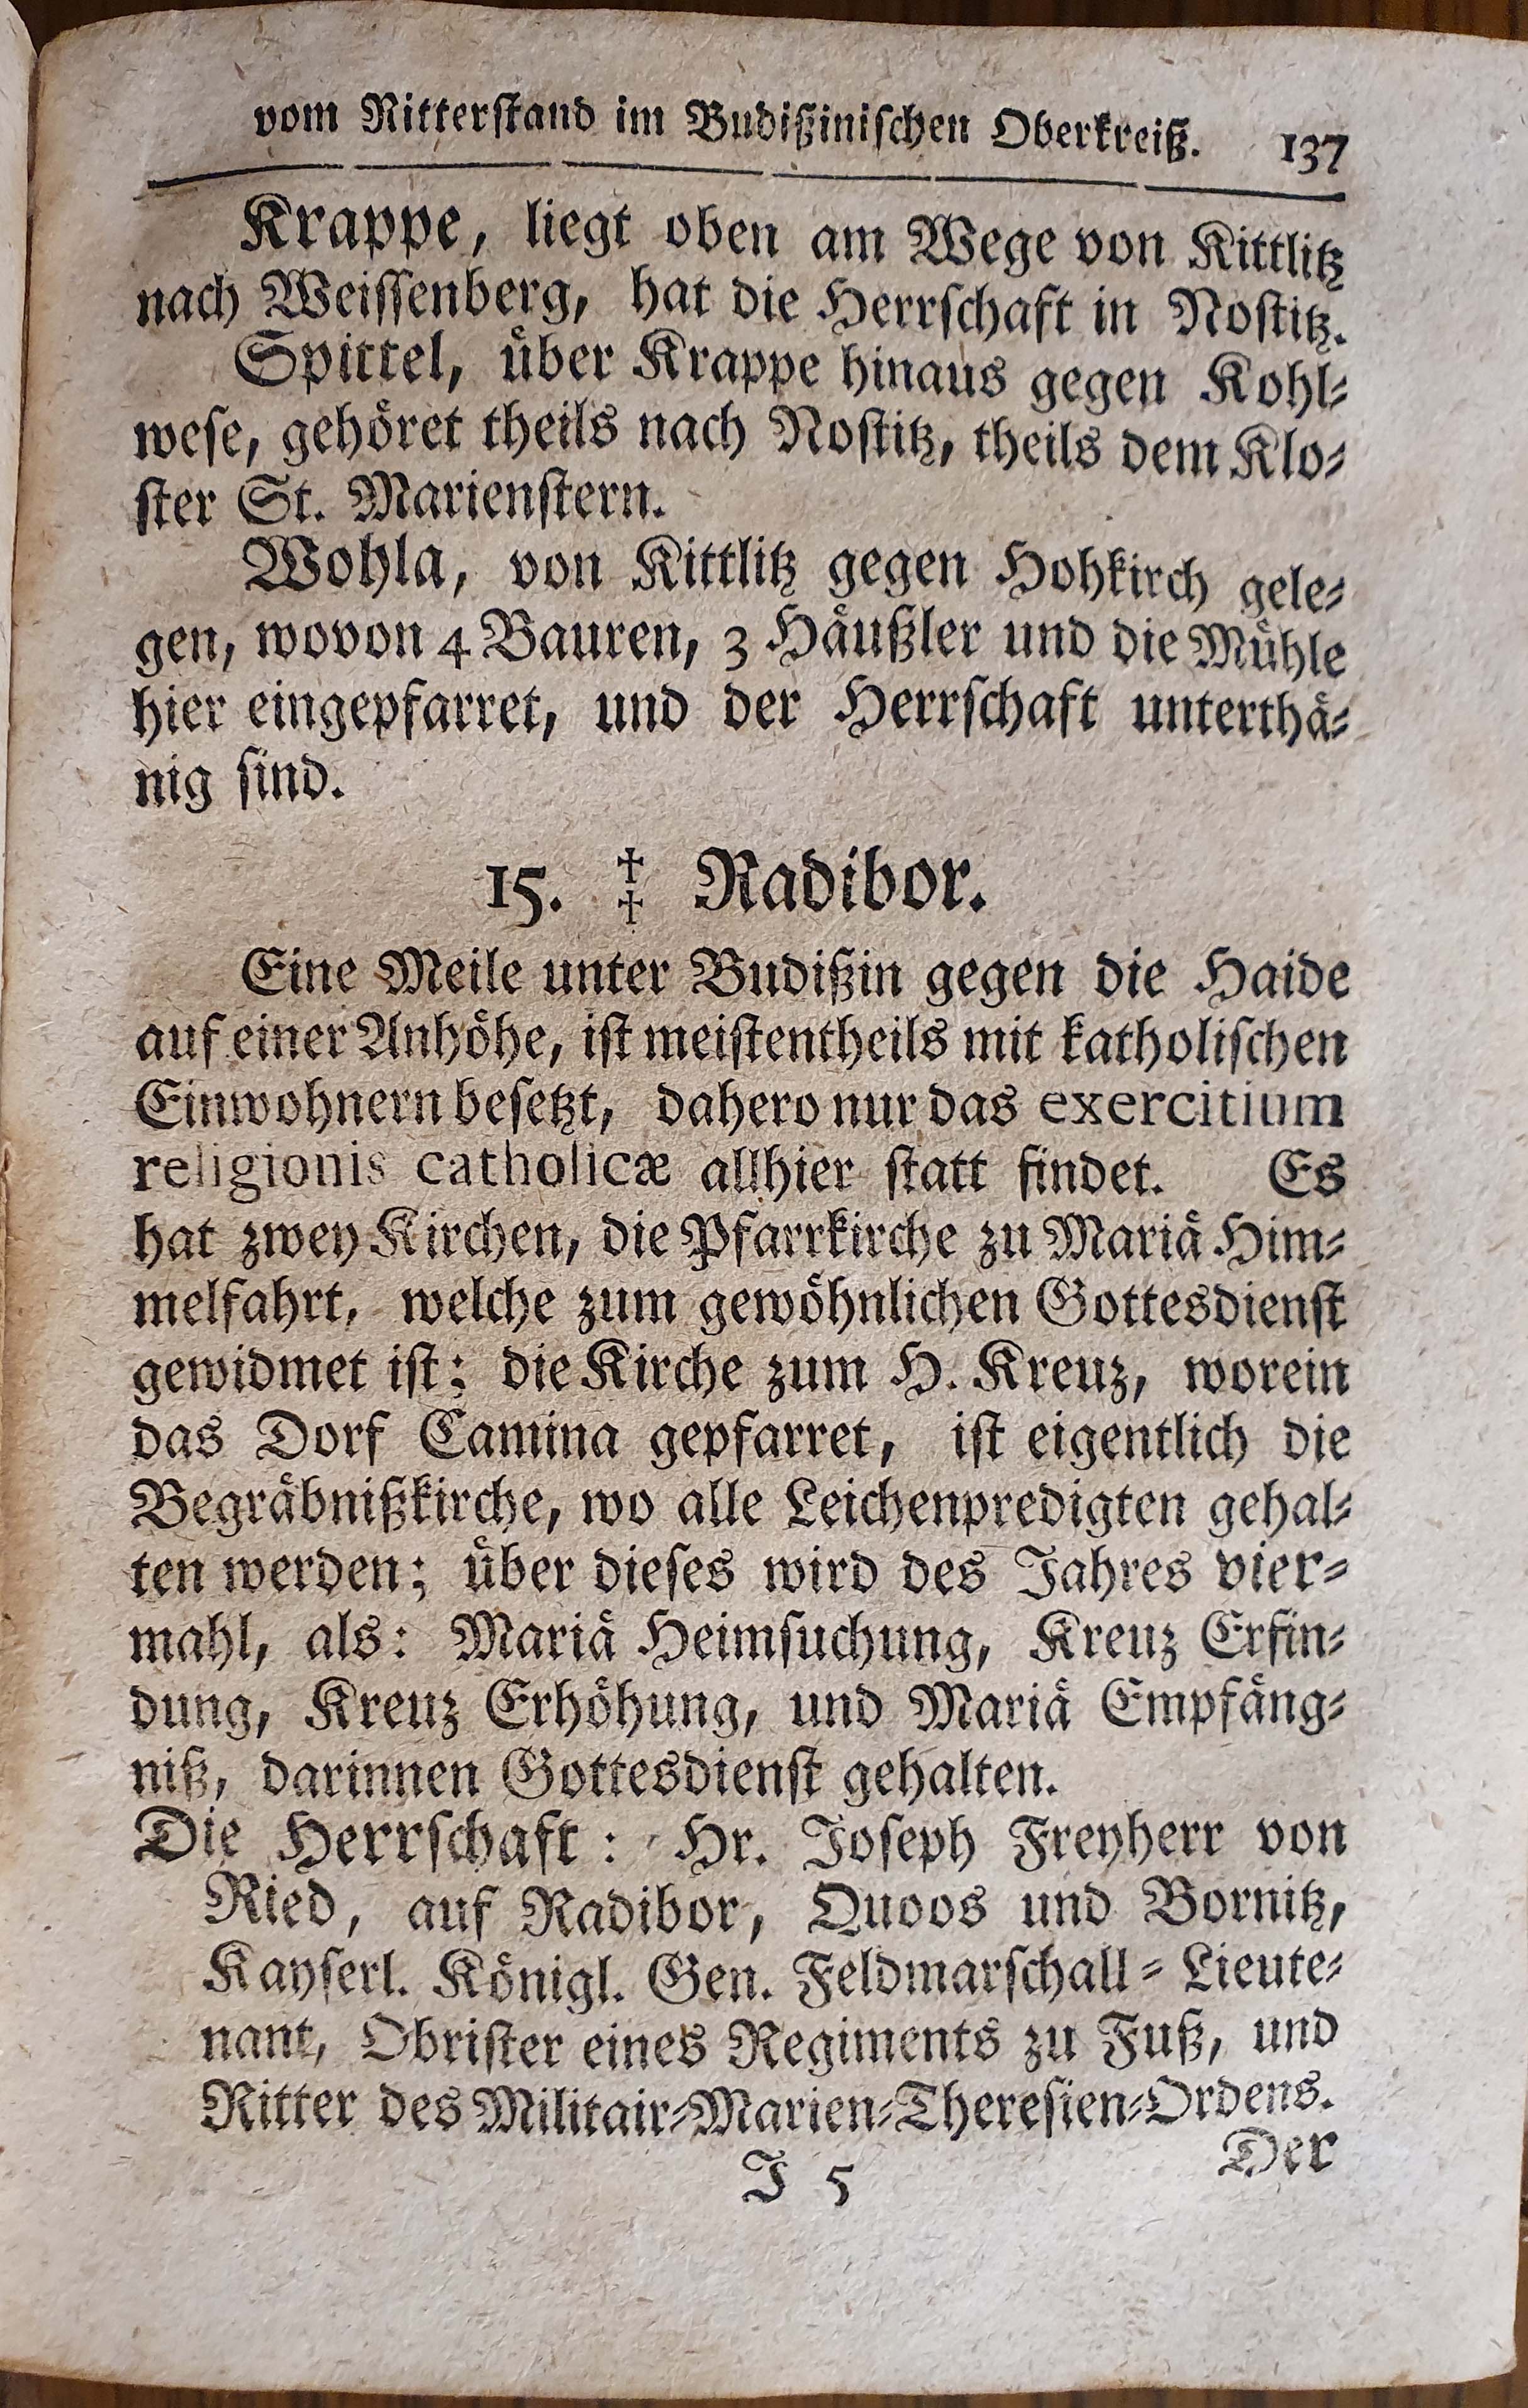 vom Ritterſtand im Budißiniſchen Oberkreiß. 137
Krappe, liegt oben am Wege von Kittlitz
nach Weiſſenberg, hat die Herrſchaft in Noſtitz.
Spittel, über Krappe hinaus gegen Kohl⸗
weſe, gehöret theils nach Noſtitz, theils dem Klo⸗
ſter St. Marienſtern.
Wohla, von Kittlitz gegen Hohkirch gele⸗
gen, wovon 4 Bauren, 3 Häußler und die Mühle
hier eingepfarret, und der Herrſchaft unterthä⸗
nig ſind.
15. ‡ Radibor.
Eine Meile unter Budißin gegen die Haide
auf einer Anhöhe, iſt meiſtentheils mit katholiſchen
Einwohnern beſetzt, dahero nur das exercitium
religionis catholicæ allhier ſtatt findet. Es
hat zwey Kirchen, die Pfarrkirche zu Mariä Him⸗
melfahrt, welche zum gewöhnlichen Gottesdienſt
gewidmet iſt; die Kirche zum H. Kreuz, worein
das Dorf Camina gepfarret, iſt eigentlich die
Begräbnißkirche, wo alle Leichenpredigten gehal⸗
ten werden; über dieſes wird des Jahres vier⸗
mahl, als: Mariä Heimſuchung, Kreuz Erfin⸗
dung, Kreuz Erhöhung, und Mariä Empfäng⸗
niß, darinnen Gottesdienſt gehalten.
Die Herrſchaft: Hr. Joſeph Freyherr von
Ried, auf Radibor, Quoos und Bornitz,
Kayſerl. Königl. Gen. Feldmarſchall⸗Lieute⸗
nant, Obriſter eines Regiments zu Fuß, und
Ritter des Militair⸗Marien⸗Thereſien⸗Ordens.
J 5 Der